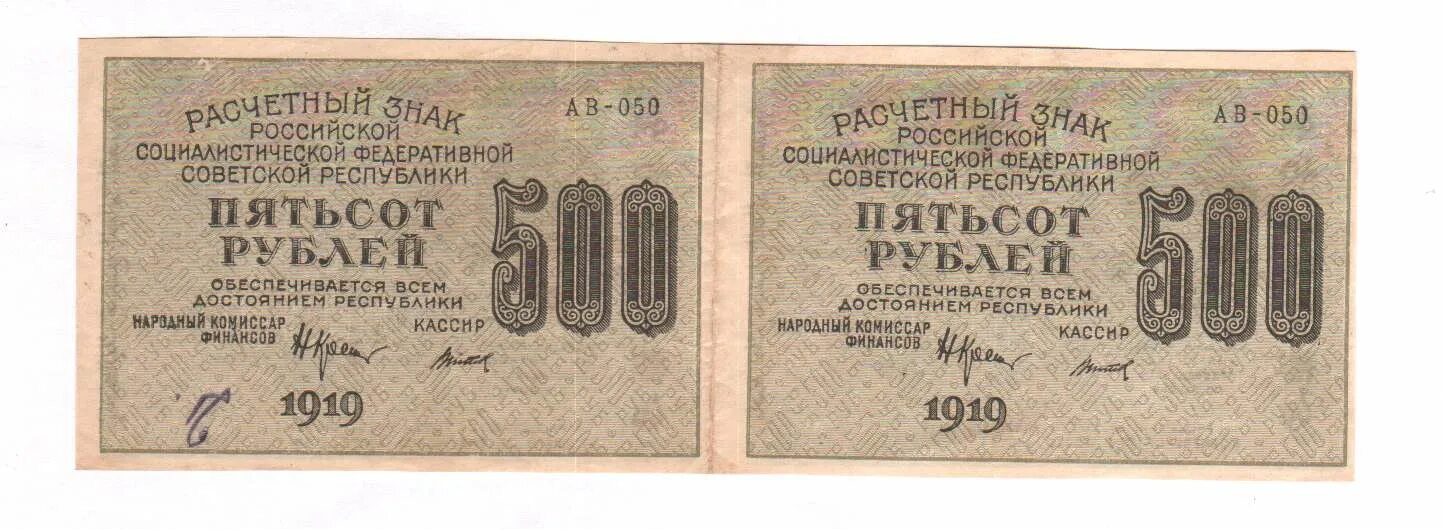 РАСЧЕТНЫЙ ЗНАК
АВ-050
РОССИЙСКОЙ
СОЦИАЛИСТИЧЕСКОЙ ФЕДЕРАТИВНОЙ
СОВЕТСКОЙ РЕСПУБЛИКИ
ПЯТЬСОТ
РУБЛЕЙ
500
ОБЕСПЕЧИВАЕТСЯ ВСЕМ
ДОСТОЯНИЕМ РЕСПУБЛИКИ
НАРОДНЫЙ КОМИССАР
ФИНАНСОВ
КАССИР
1919
РАСЧЕТНЫЙ ЗНАК
АВ-050
РОССИЙСКОЙ
СОЦИАЛИСТИЧЕСКОЙ ФЕДЕРАТИВНОЙ
СОВЕТСКОЙ РЕСПУБЛИКИ
ПЯТЬСОТ
РУБЛЕЙ
500
ОБЕСПЕЧИВАЕТСЯ ВСЕМ
ДОСТОЯНИЕМ РЕСПУБЛИКИ
НАРОДНЫЙ КОМИССАР
ФИНАНСОВ
КАССИР
1919